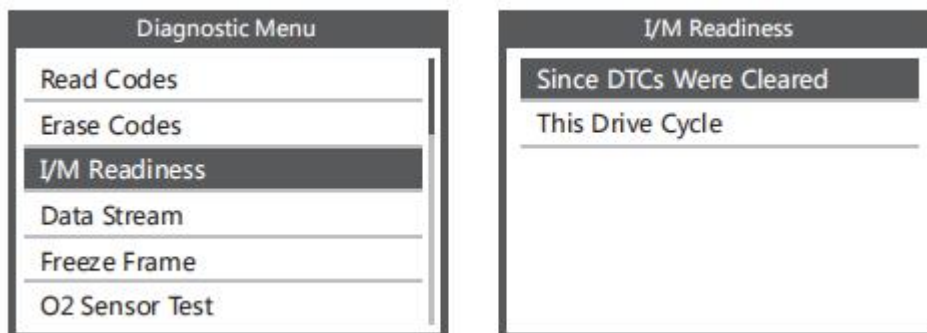 Diagnostic Menu
Read Codes
Erase Codes
I/M Readiness
Data Stream
Freeze Frame
O2 Sensor Test
I/M Readiness
Since DTCs Were Cleared
This Drive Cycle